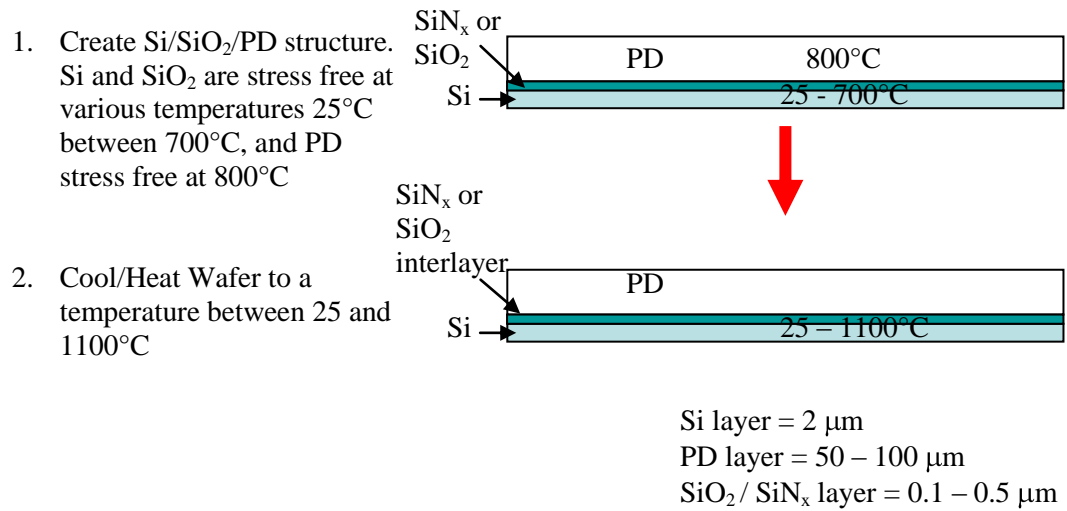 1. Create Si/SiO₂/PD structure.
Si and SiO₂ are stress free at
various temperatures 25°C
between 700°C, and PD
stress free at 800°C
SiNₓ or
SiO₂
PD 800°C
Si 25 - 700°C
2. Cool/Heat Wafer to a
temperature between 25 and
1100°C
SiNₓ or
SiO₂
interlayer
PD
Si 25 – 1100°C
Si layer = 2 μm
PD layer = 50 – 100 μm
SiO₂ / SiNₓ layer = 0.1 – 0.5 μm